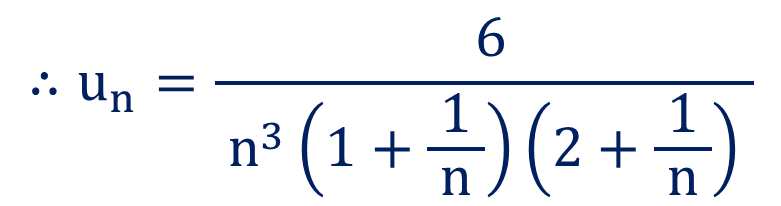 ∴ uₙ = 6 / (n³ (1 + 1/n) (2 + 1/n))